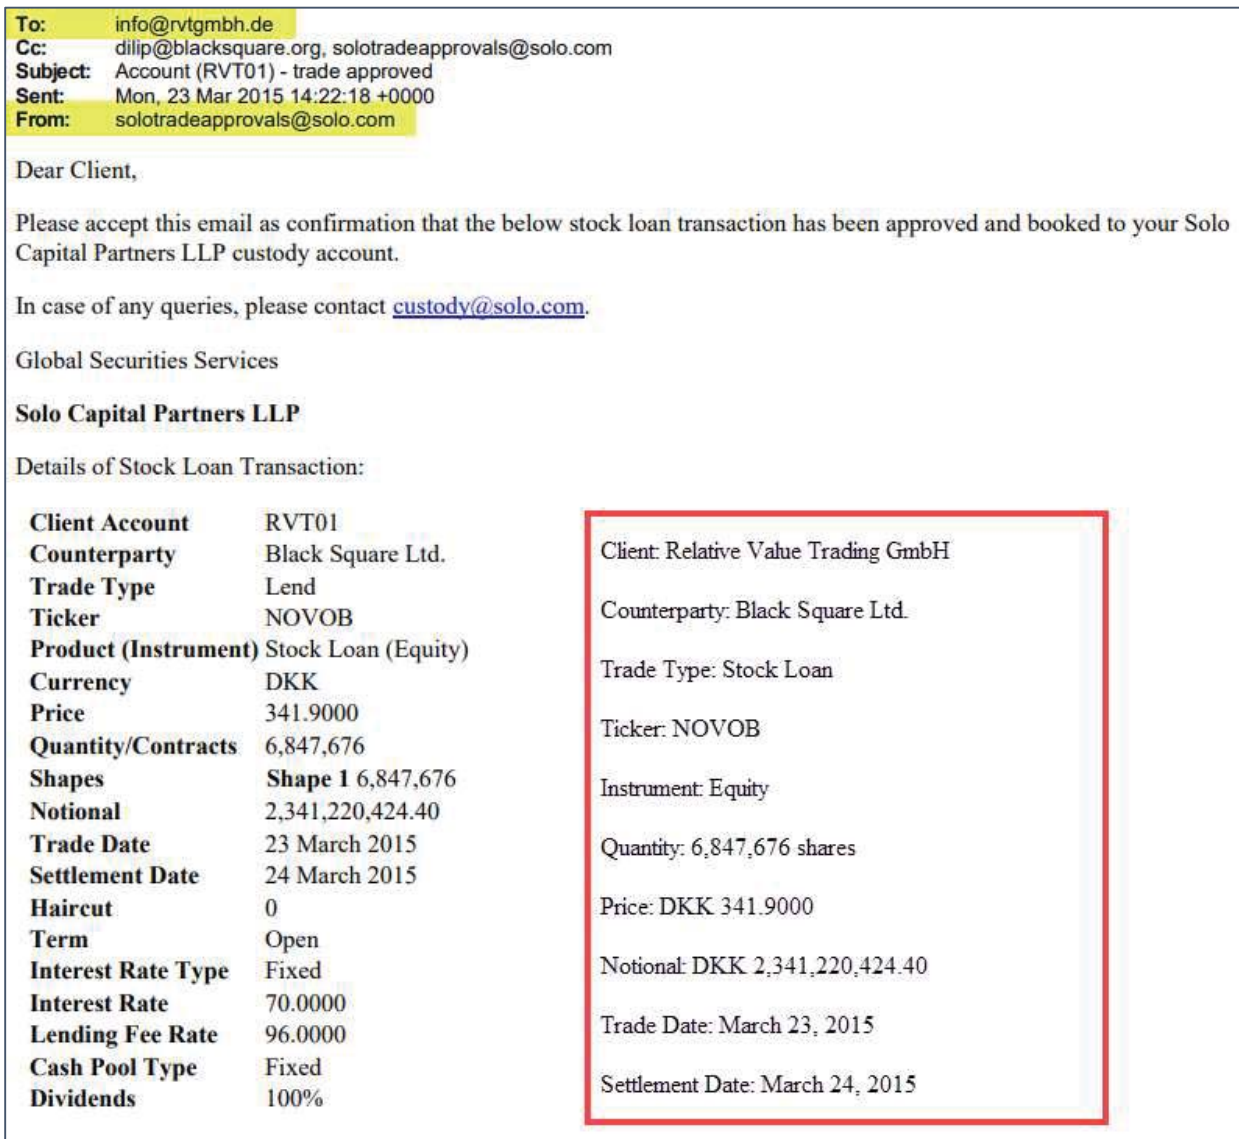 To: info@rvtgmbh.de
Cc: dilip@blacksquare.org, solotradeapprovals@solo.com
Subject: Account (RVT01) - trade approved
Sent: Mon, 23 Mar 2015 14:22:18 +0000
From: solotradeapprovals@solo.com
Dear Client,
Please accept this email as confirmation that the below stock loan transaction has been approved and booked to your Solo
Capital Partners LLP custody account.
In case of any queries, please contact custody@solo.com.
Global Securities Services
Solo Capital Partners LLP
Details of Stock Loan Transaction:
Client Account RVT01
Counterparty Black Square Ltd.
Trade Type Lend
Ticker NOVOB
Product (Instrument) Stock Loan (Equity)
Currency DKK
Price 341.9000
Quantity/Contracts 6,847,676
Shapes Shape 1 6,847,676
Notional 2,341,220,424.40
Trade Date 23 March 2015
Settlement Date 24 March 2015
Haircut 0
Term Open
Interest Rate Type Fixed
Interest Rate 70.0000
Lending Fee Rate 96.0000
Cash Pool Type Fixed
Dividends 100%
Client: Relative Value Trading GmbH
Counterparty: Black Square Ltd.
Trade Type: Stock Loan
Ticker: NOVOB
Instrument: Equity
Quantity: 6,847,676 shares
Price: DKK 341.9000
Notional: DKK 2,341,220,424.40
Trade Date: March 23, 2015
Settlement Date: March 24, 2015